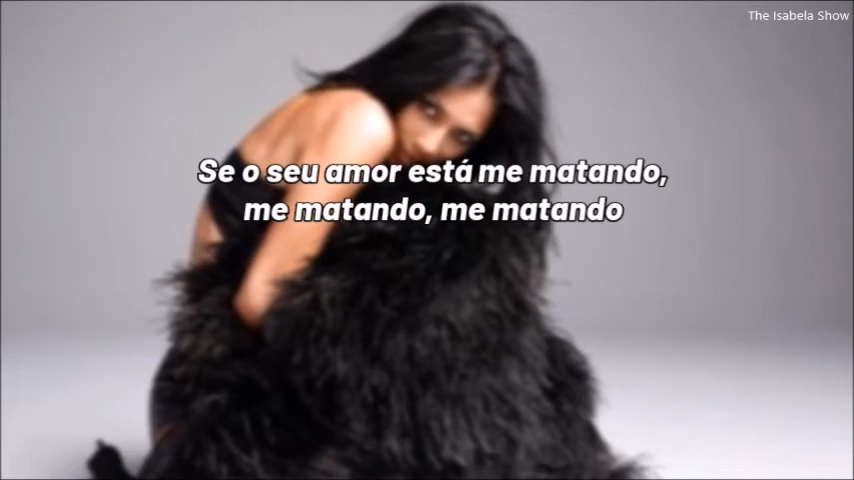 The Isabela Show
Se o seu amor está me matando,
me matando, me matando